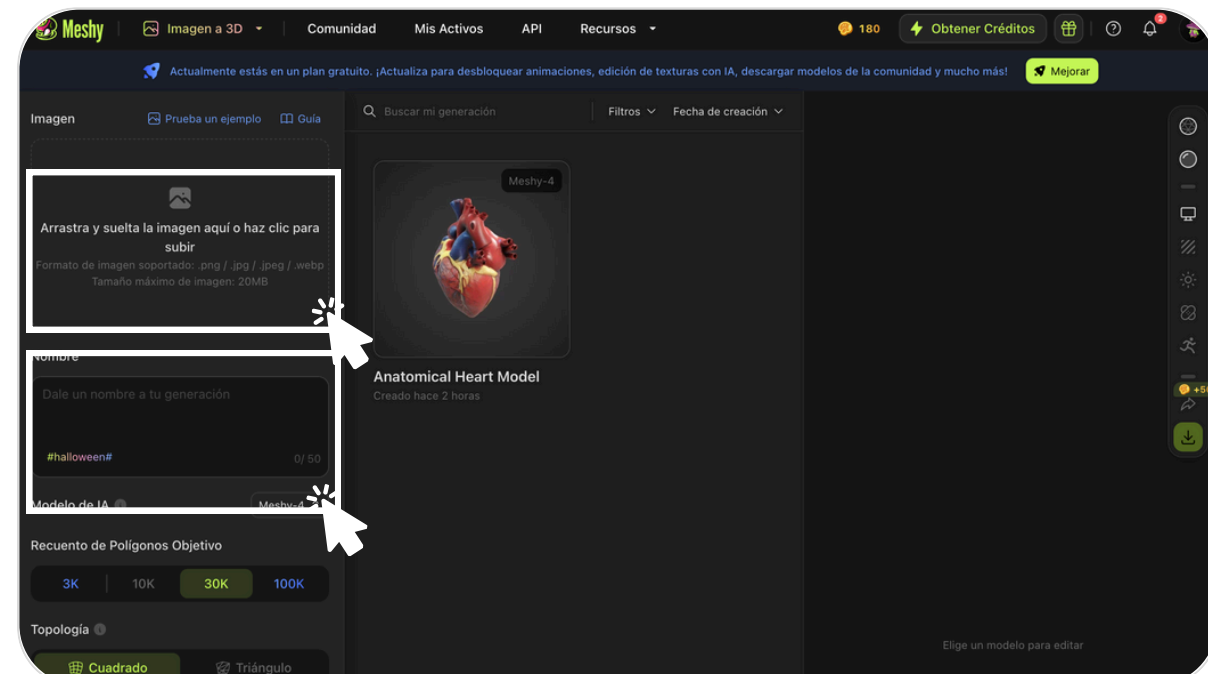 Meshy
Imagen a 3D
Comunidad
Mis Activos
API
Recursos
180
Obtener Créditos
2
Actualmente estás en un plan gratuito. ¡Actualiza para desbloquear animaciones, edición de texturas con IA, descargar modelos de la comunidad y mucho más!
Mejorar
Imagen
Prueba un ejemplo
Guía
Buscar mi generación
Filtros
Fecha de creación
Arrastra y suelta la imagen aquí o haz clic para
subir
Formato de imagen soportado: .png / .jpg / .jpeg / .webp
Tamaño máximo de imagen: 20MB
Meshy-4
Anatomical Heart Model
Creado hace 2 horas
Nombre
Dale un nombre a tu generación
#halloween#
0/ 50
Modelo de IA
Meshy-4
Recuento de Polígonos Objetivo
3K
10K
30K
100K
Topología
Cuadrado
Triángulo
Elige un modelo para editar